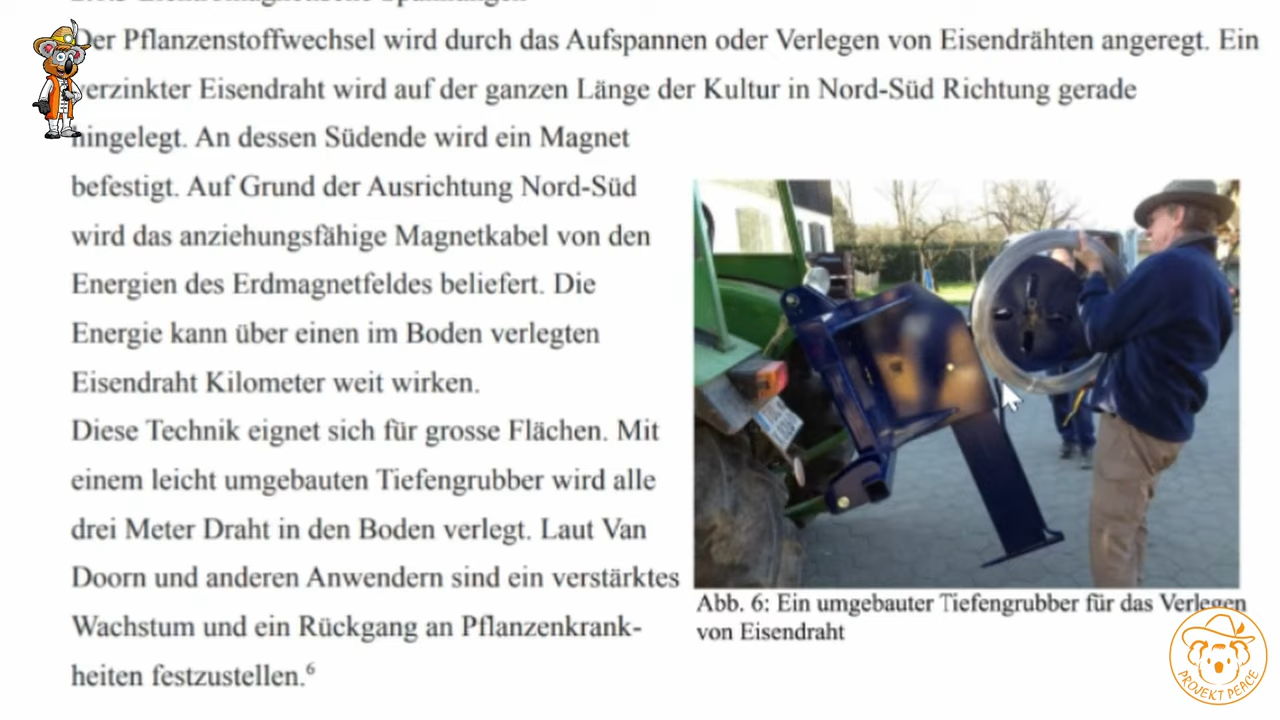 Der Pflanzenstoffwechsel wird durch das Aufspannen oder Verlegen von Eisendrähten angeregt. Ein
verzinkter Eisendraht wird auf der ganzen Länge der Kultur in Nord-Süd Richtung gerade
hingelegt. An dessen Südende wird ein Magnet
befestigt. Auf Grund der Ausrichtung Nord-Süd
wird das anziehungsfähige Magnetkabel von den
Energien des Erdmagnetfeldes beliefert. Die
Energie kann über einen im Boden verlegten
Eisendraht Kilometer weit wirken.
Diese Technik eignet sich für grosse Flächen. Mit
einem leicht umgebauten Tiefengrubber wird alle
drei Meter Draht in den Boden verlegt. Laut Van
Doorn und anderen Anwendern sind ein verstärktes
Wachstum und ein Rückgang an Pflanzenkrank-
heiten festzustellen.⁶
Abb. 6: Ein umgebauter Tiefengrubber für das Verlegen
von Eisendraht
PROJEKT PEACE